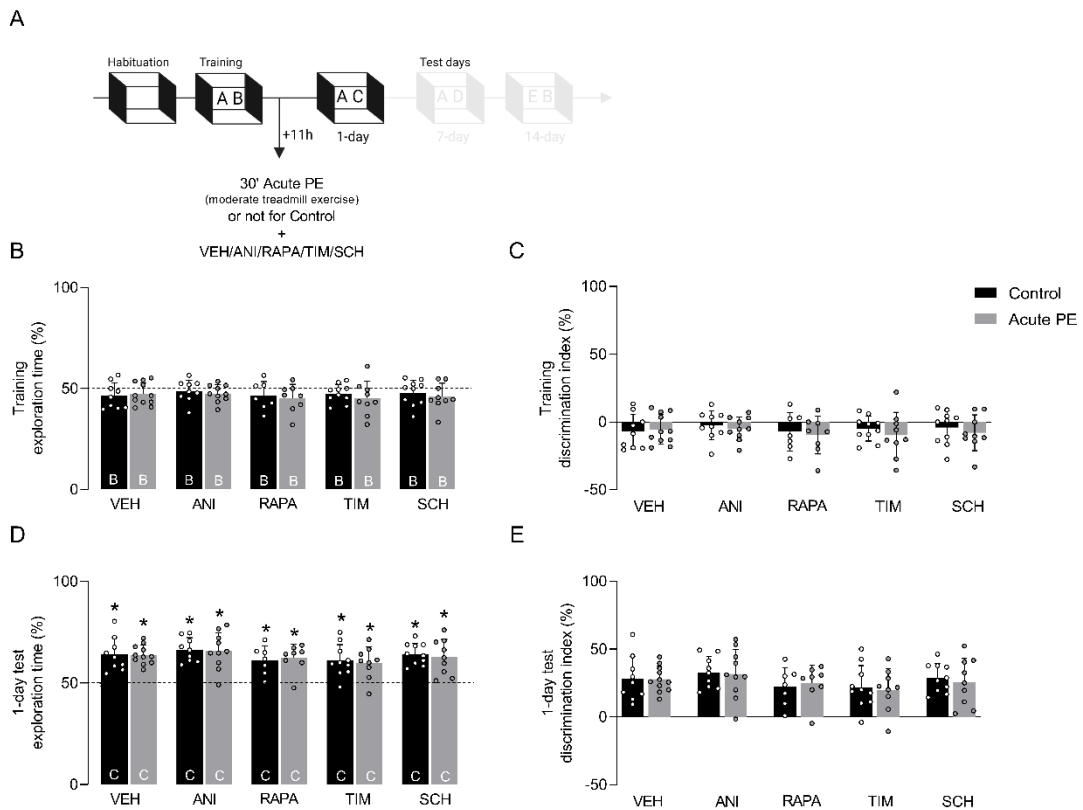 A
Habituation
Training
Test days
A B
A C
A D
E B
+11h
1-day
7-day
14-day
30' Acute PE
(moderate treadmill exercise)
or not for Control
+
VEH/ANI/RAPA/TIM/SCH
B
Training
exploration time (%)
100
50
0
B B B B B B B B B B
VEH ANI RAPA TIM SCH
C
Training
discrimination index (%)
100
50
0
-50
VEH ANI RAPA TIM SCH
Control
Acute PE
D
1-day test
exploration time (%)
100
50
0
* * * * * * * * * *
C C C C C C C C C C
VEH ANI RAPA TIM SCH
E
1-day test
discrimination index (%)
100
50
0
-50
VEH ANI RAPA TIM SCH